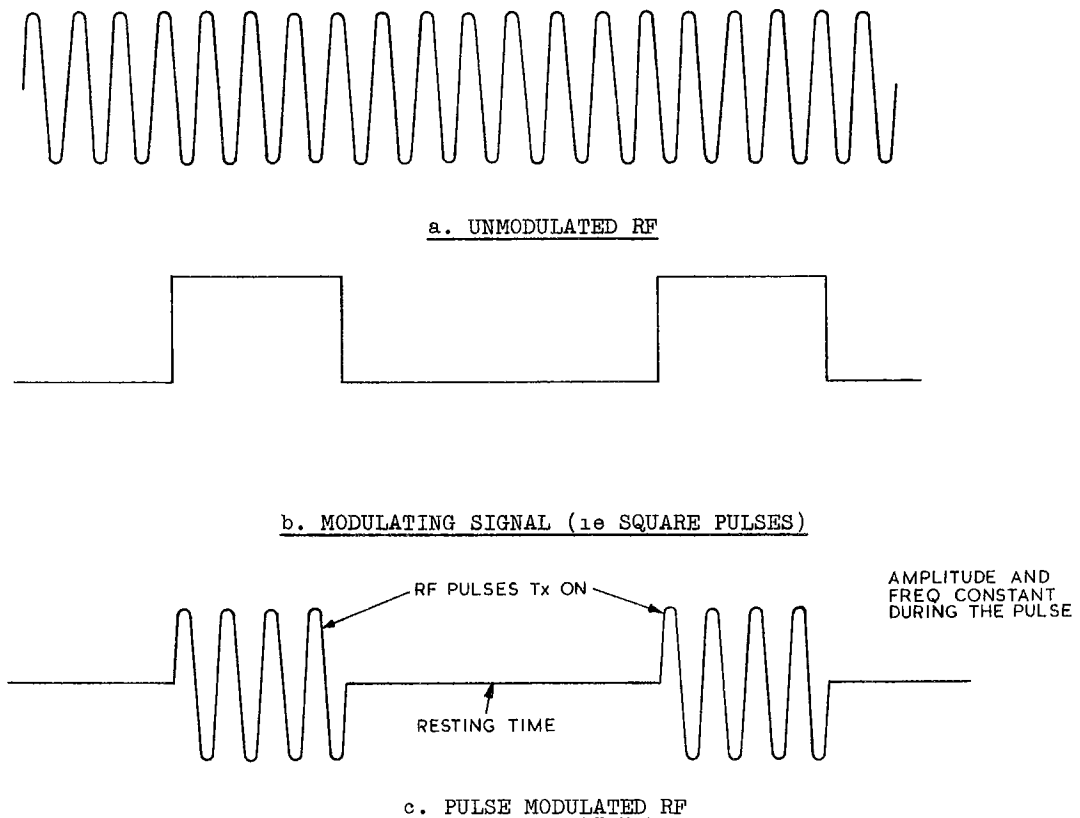 a. UNMODULATED RF
b. MODULATING SIGNAL (ie SQUARE PULSES)
RF PULSES Tx ON
AMPLITUDE AND
FREQ CONSTANT
DURING THE PULSE
RESTING TIME
c. PULSE MODULATED RF